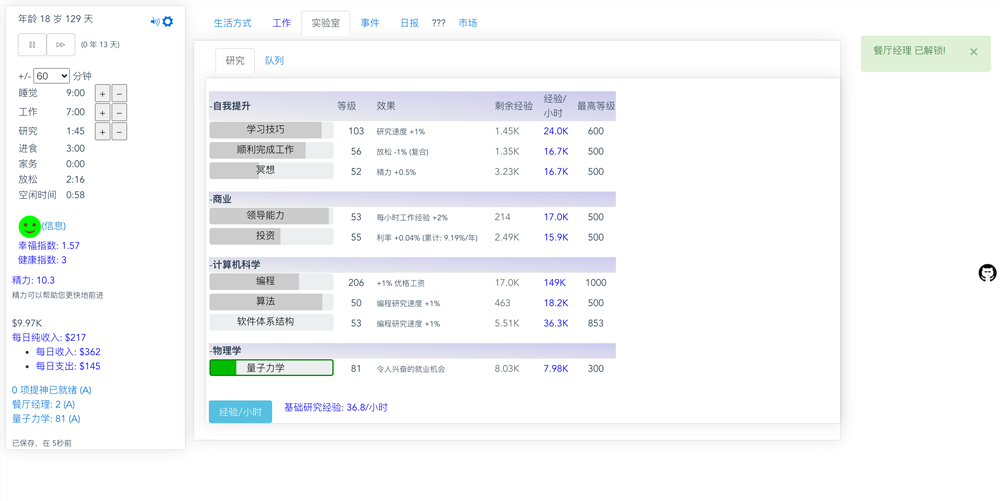 年龄 18 岁 129 天
(0 年 13 天)
+/- 60 分钟
睡觉 9:00 + −
工作 7:00 + −
研究 1:45 + −
进食 3:00
家务 0:00
放松 2:16
空闲时间 0:58
(信息)
幸福指数: 1.57
健康指数: 3
精力: 10.3
精力可以帮助您更快地前进
$9.97K
每日纯收入: $217
每日收入: $362
每日支出: $145
0 项提神已就绪 (A)
餐厅经理: 2 (A)
量子力学: 81 (A)
已保存，在 5秒前
生活方式 工作 实验室 事件 日报 ??? 市场
研究 队列
-自我提升 等级 效果 剩余经验 经验/小时 最高等级
学习技巧 103 研究速度 +1% 1.45K 24.0K 600
顺利完成工作 56 放松 -1% (复合) 1.35K 16.7K 500
冥想 52 精力 +0.5% 3.23K 16.7K 500
-商业
领导能力 53 每小时工作经验 +2% 214 17.0K 500
投资 55 利率 +0.04% (累计: 9.19%/年) 2.49K 15.9K 500
-计算机科学
编程 206 +1% 优格工资 17.0K 149K 1000
算法 50 编程研究速度 +1% 463 18.2K 500
软件体系结构 53 编程研究速度 +1% 5.51K 36.3K 853
-物理学
量子力学 81 令人兴奋的就业机会 8.03K 7.98K 300
经验/小时 基础研究经验: 36.8/小时
餐厅经理 已解锁! ×